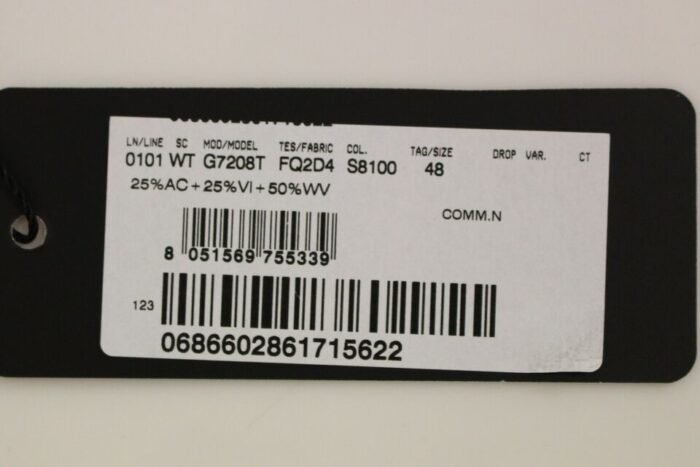 LN/LINE SC MOD/MODEL TES/FABRIC COL. TAG/SIZE DROP VAR. CT
0101 WT G7208T FQ2D4 S8100 48
25%AC+25%VI+50%WV
COMM.N
8 051569 755339
123
0686602861715622